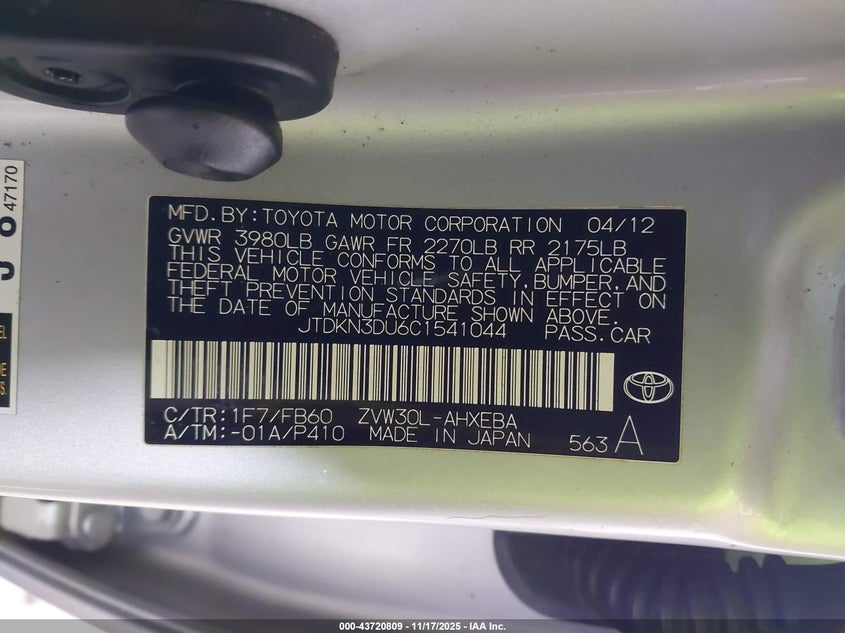 MFD.BY:TOYOTA MOTOR CORPORATION 04/12
GVWR 3980LB GAWR FR 2270LB RR 2175LB
THIS VEHICLE CONFORMS TO ALL APPLICABLE
FEDERAL MOTOR VEHICLE SAFETY,BUMPER,AND
THEFT PREVENTION STANDARDS IN EFFECT ON
THE DATE OF MANUFACTURE SHOWN ABOVE.
JTDKN3DU6C1541044 PASS.CAR
C/TR:1F7/FB60 ZVW30L-AHXEBA
A/TM:-01A/P410 MADE IN JAPAN 563 A
47170
000-43720809 - 11/17/2025 - IAA Inc.